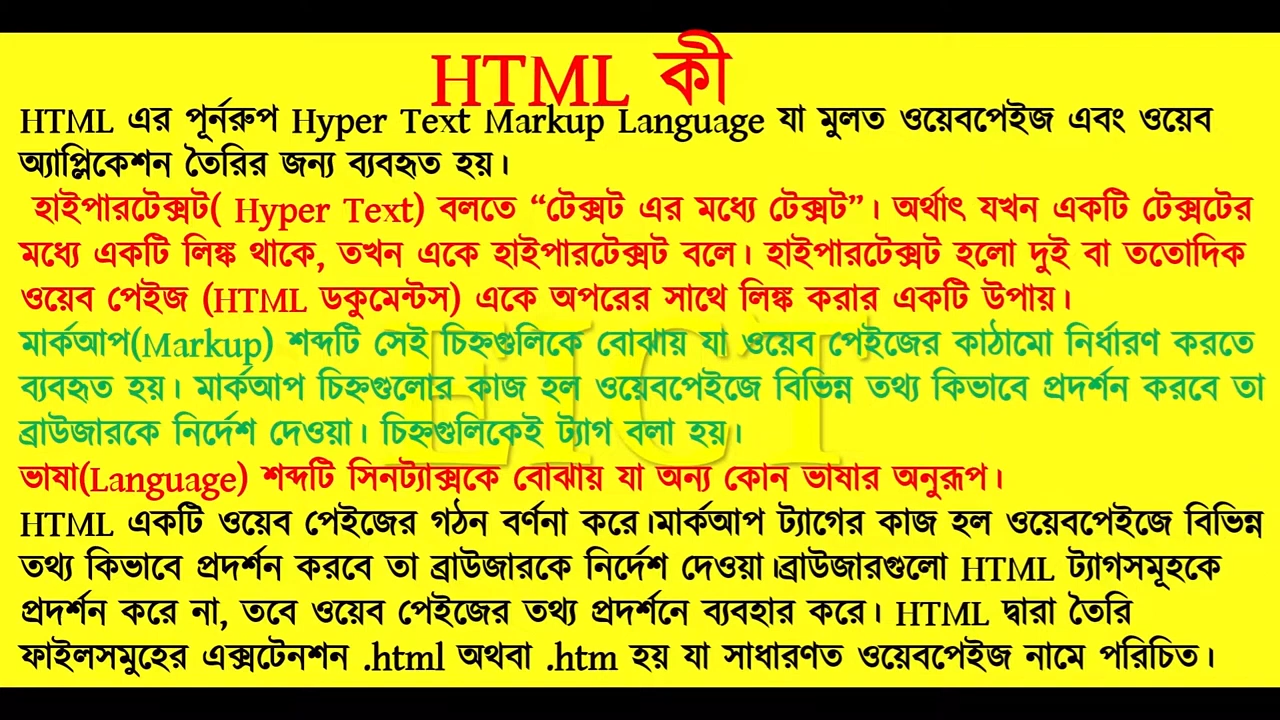 HTML কী
HTML এর পূর্নরুপ Hyper Text Markup Language যা মুলত ওয়েবপেইজ এবং ওয়েব
অ্যাপ্লিকেশন তৈরির জন্য ব্যবহৃত হয়।
হাইপারটেক্সট( Hyper Text) বলতে “টেক্সট এর মধ্যে টেক্সট”। অর্থাৎ যখন একটি টেক্সটের
মধ্যে একটি লিঙ্ক থাকে, তখন একে হাইপারটেক্সট বলে। হাইপারটেক্সট হলো দুই বা ততোদিক
ওয়েব পেইজ (HTML ডকুমেন্টস) একে অপরের সাথে লিঙ্ক করার একটি উপায়।
মার্কআপ(Markup) শব্দটি সেই চিহ্নগুলিকে বোঝায় যা ওয়েব পেইজের কাঠামো নির্ধারণ করতে
ব্যবহৃত হয়। মার্কআপ চিহ্নগুলোর কাজ হল ওয়েবপেইজে বিভিন্ন তথ্য কিভাবে প্রদর্শন করবে তা
ব্রাউজারকে নির্দেশ দেওয়া। চিহ্নগুলিকেই ট্যাগ বলা হয়।
ভাষা(Language) শব্দটি সিনট্যাক্সকে বোঝায় যা অন্য কোন ভাষার অনুরূপ।
HTML একটি ওয়েব পেইজের গঠন বর্ণনা করে।মার্কআপ ট্যাগের কাজ হল ওয়েবপেইজে বিভিন্ন
তথ্য কিভাবে প্রদর্শন করবে তা ব্রাউজারকে নির্দেশ দেওয়া।ব্রাউজারগুলো HTML ট্যাগসমূহকে
প্রদর্শন করে না, তবে ওয়েব পেইজের তথ্য প্রদর্শনে ব্যবহার করে। HTML দ্বারা তৈরি
ফাইলসমুহের এক্সটেনশন .html অথবা .htm হয় যা সাধারণত ওয়েবপেইজ নামে পরিচিত।
EICT